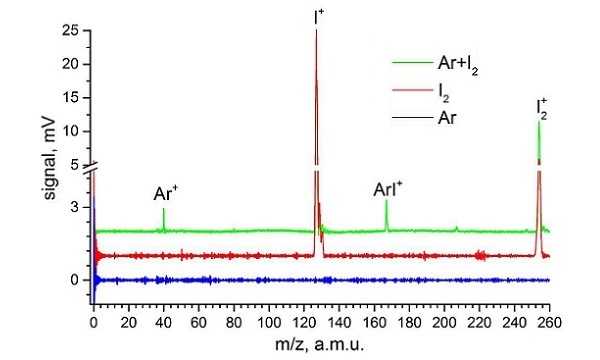 I⁺
25
20
15
10
5
3
0
signal, mV
Ar+I₂
I₂
Ar
I₂⁺
Ar⁺
ArI⁺
0 20 40 60 80 100 120 140 160 180 200 220 240 260
m/z, a.m.u.